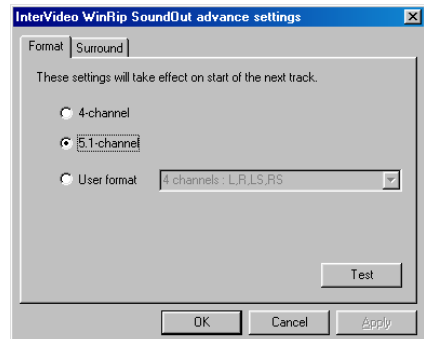 InterVideo WinRip SoundOut advance settings
Format Surround
These settings will take effect on start of the next track.
4-channel
5.1-channel
User format 4 channels : L,R,LS,RS
Test
OK Cancel Apply